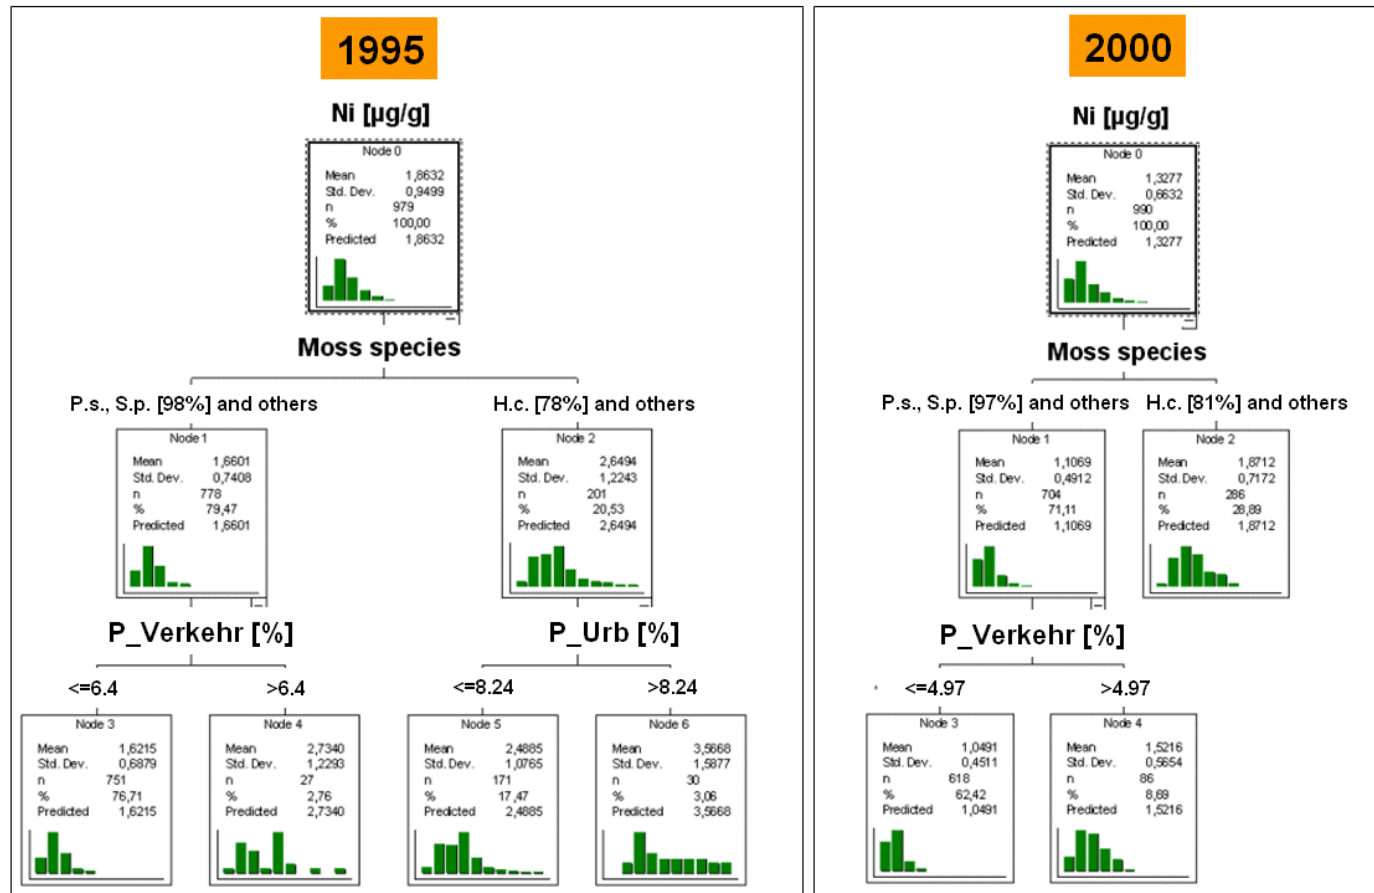 1995
Ni [µg/g]
Node 0
Mean 1,8632
Std. Dev. 0,9499
n 979
% 100,00
Predicted 1,8632
Moss species
P.s., S.p. [98%] and others
H.c. [78%] and others
Node 1
Mean 1,6601
Std. Dev. 0,7408
n 778
% 79,47
Predicted 1,6601
Node 2
Mean 2,6494
Std. Dev. 1,2243
n 201
% 20,53
Predicted 2,6494
P_Verkehr [%]
P_Urb [%]
<=6.4
>6.4
<=8.24
>8.24
Node 3
Mean 1,6215
Std. Dev. 0,6879
n 751
% 76,71
Predicted 1,6215
Node 4
Mean 2,7340
Std. Dev. 1,2293
n 27
% 2,76
Predicted 2,7340
Node 5
Mean 2,4885
Std. Dev. 1,0765
n 171
% 17,47
Predicted 2,4885
Node 6
Mean 3,5668
Std. Dev. 1,5877
n 30
% 3,06
Predicted 3,5668
2000
Ni [µg/g]
Node 0
Mean 1,3277
Std. Dev. 0,6632
n 990
% 100,00
Predicted 1,3277
Moss species
P.s., S.p. [97%] and others
H.c. [81%] and others
Node 1
Mean 1,1069
Std. Dev. 0,4912
n 704
% 71,11
Predicted 1,1069
Node 2
Mean 1,8712
Std. Dev. 0,7172
n 286
% 28,89
Predicted 1,8712
P_Verkehr [%]
<=4.97
>4.97
Node 3
Mean 1,0491
Std. Dev. 0,4511
n 618
% 62,42
Predicted 1,0491
Node 4
Mean 1,5216
Std. Dev. 0,5654
n 86
% 8,69
Predicted 1,5216